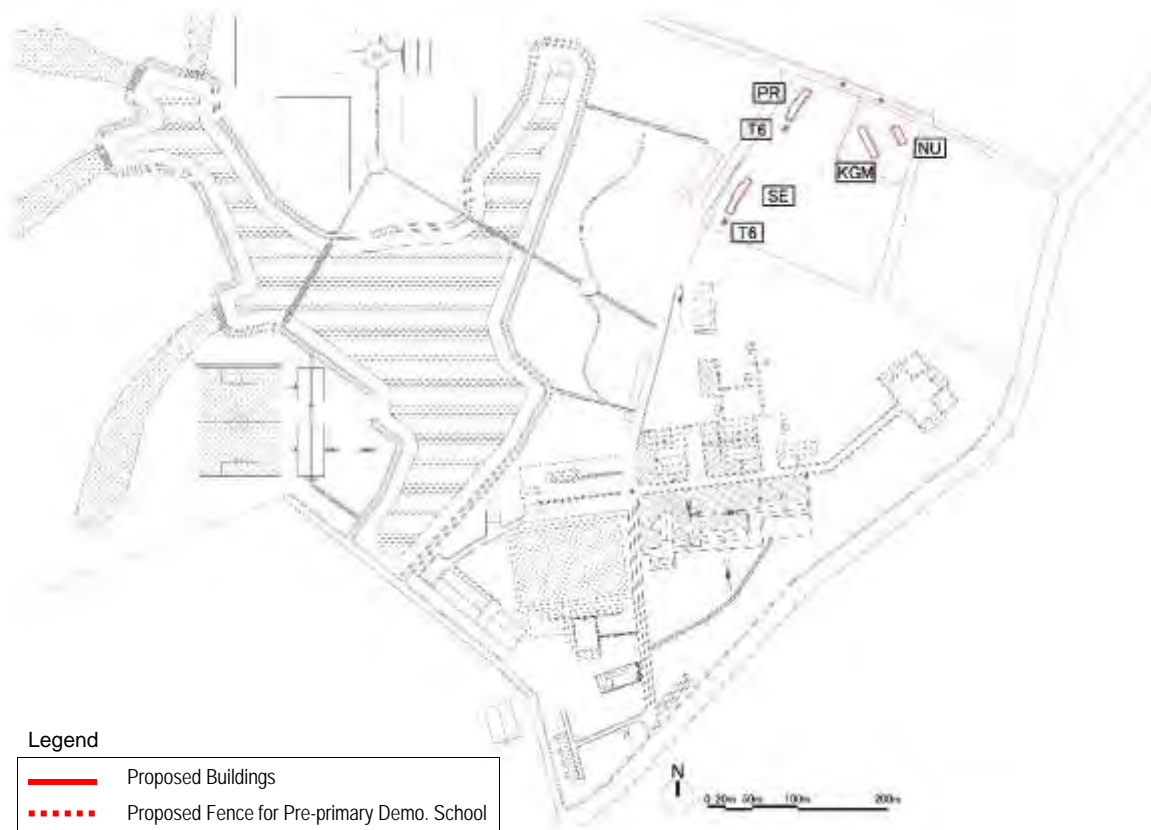 PR
T6
NU
KGM
SE
T6
Legend
Proposed Buildings
Proposed Fence for Pre-primary Demo. School
N
0 20m 50m 100m 200m